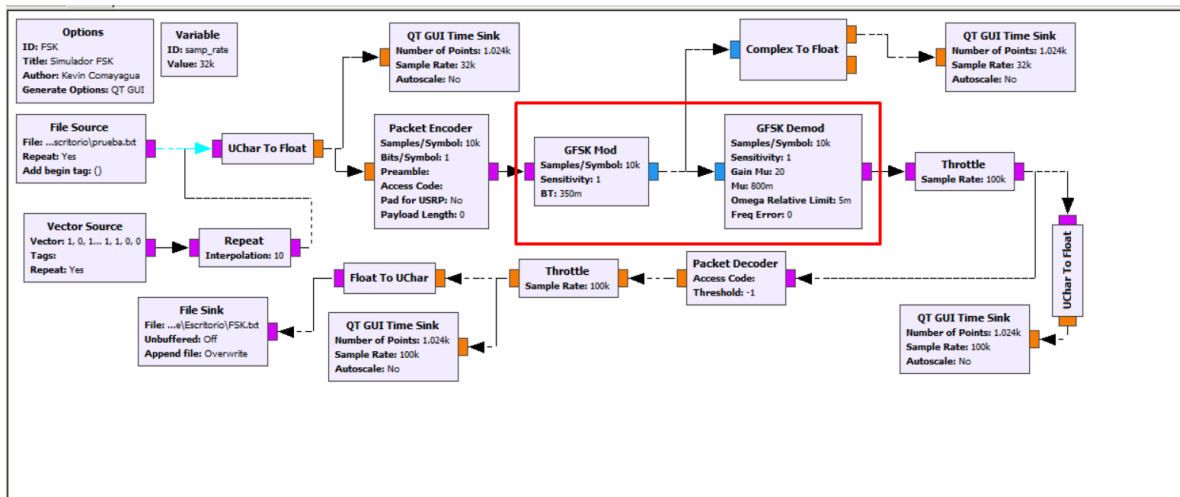 Options
ID: FSK
Title: Simulador FSK
Author: Kevin Comayagua
Generate Options: QT GUI
Variable
ID: samp_rate
Value: 32k
QT GUI Time Sink
Number of Points: 1.024k
Sample Rate: 32k
Autoscale: No
Complex To Float
QT GUI Time Sink
Number of Points: 1.024k
Sample Rate: 32k
Autoscale: No
File Source
File: ...scritorio\prueba.txt
Repeat: Yes
Add begin tag: ()
UChar To Float
Packet Encoder
Samples/Symbol: 10k
Bits/Symbol: 1
Preamble:
Access Code:
Pad for USRP: No
Payload Length: 0
GFSK Mod
Samples/Symbol: 10k
Sensitivity: 1
BT: 350m
GFSK Demod
Samples/Symbol: 10k
Sensitivity: 1
Gain Mu: 20
Mu: 800m
Omega Relative Limit: 5m
Freq Error: 0
Throttle
Sample Rate: 100k
Vector Source
Vector: 1, 0, 1... 1, 1, 0, 0
Tags:
Repeat: Yes
Repeat
Interpolation: 10
UChar To Float
Float To UChar
Throttle
Sample Rate: 100k
Packet Decoder
Access Code:
Threshold: -1
File Sink
File: ...e\Escritorio\FSK.txt
Unbuffered: Off
Append file: Overwrite
QT GUI Time Sink
Number of Points: 1.024k
Sample Rate: 100k
Autoscale: No
QT GUI Time Sink
Number of Points: 1.024k
Sample Rate: 100k
Autoscale: No